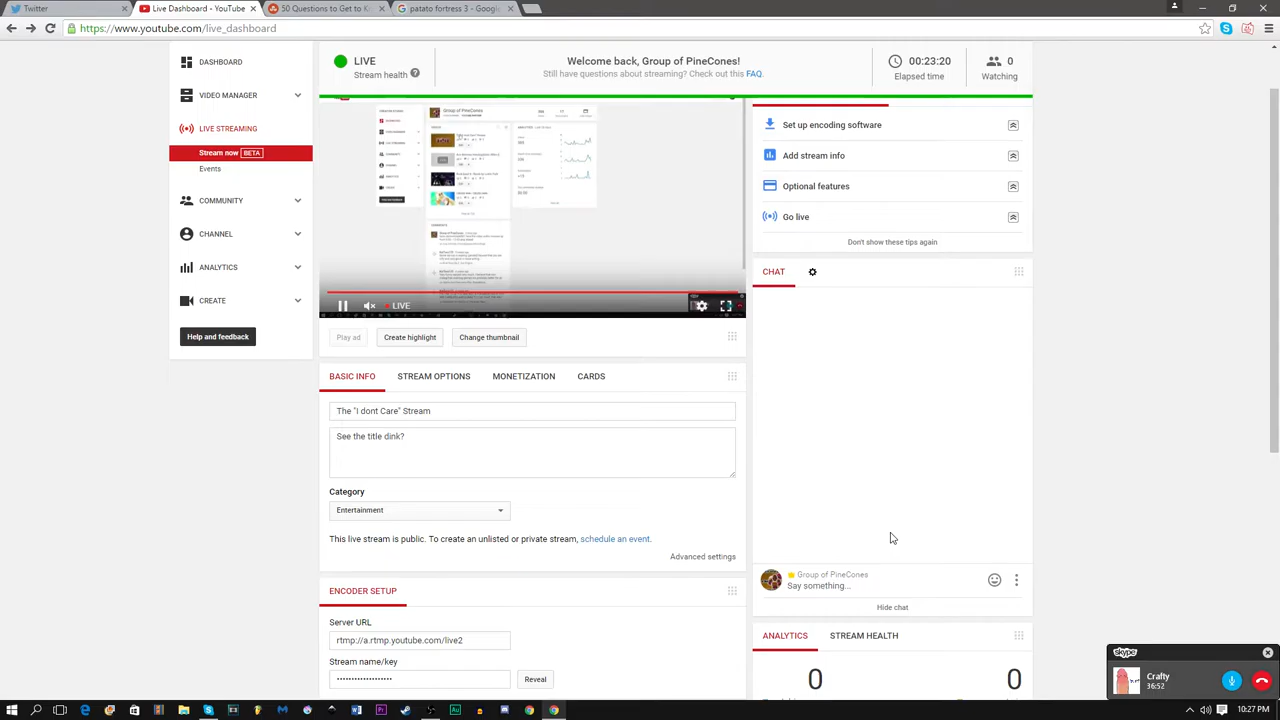 Twitter
Live Dashboard - YouTube
50 Questions to Get to K
patato fortress 3 - Google
https://www.youtube.com/live_dashboard
DASHBOARD
VIDEO MANAGER
LIVE STREAMING
Stream now BETA
Events
COMMUNITY
CHANNEL
ANALYTICS
CREATE
Help and feedback
LIVE
Stream health ?
Welcome back, Group of PineCones!
Still have questions about streaming? Check out this FAQ.
00:23:20
Elapsed time
0
Watching
Group of PineCones
LIVE
Play ad
Create highlight
Change thumbnail
BASIC INFO
STREAM OPTIONS
MONETIZATION
CARDS
The "I dont Care" Stream
See the title dink?
Category
Entertainment
This live stream is public. To create an unlisted or private stream, schedule an event.
Advanced settings
ENCODER SETUP
Server URL
rtmp://a.rtmp.youtube.com/live2
Stream name/key
••••••••••••••••••
Reveal
Set up encoding software
Add stream info
Optional features
Go live
Don't show these tips again
CHAT
Group of PineCones
Say something...
Hide chat
ANALYTICS
STREAM HEALTH
0
0
skype
Crafty
36:52
10:27 PM